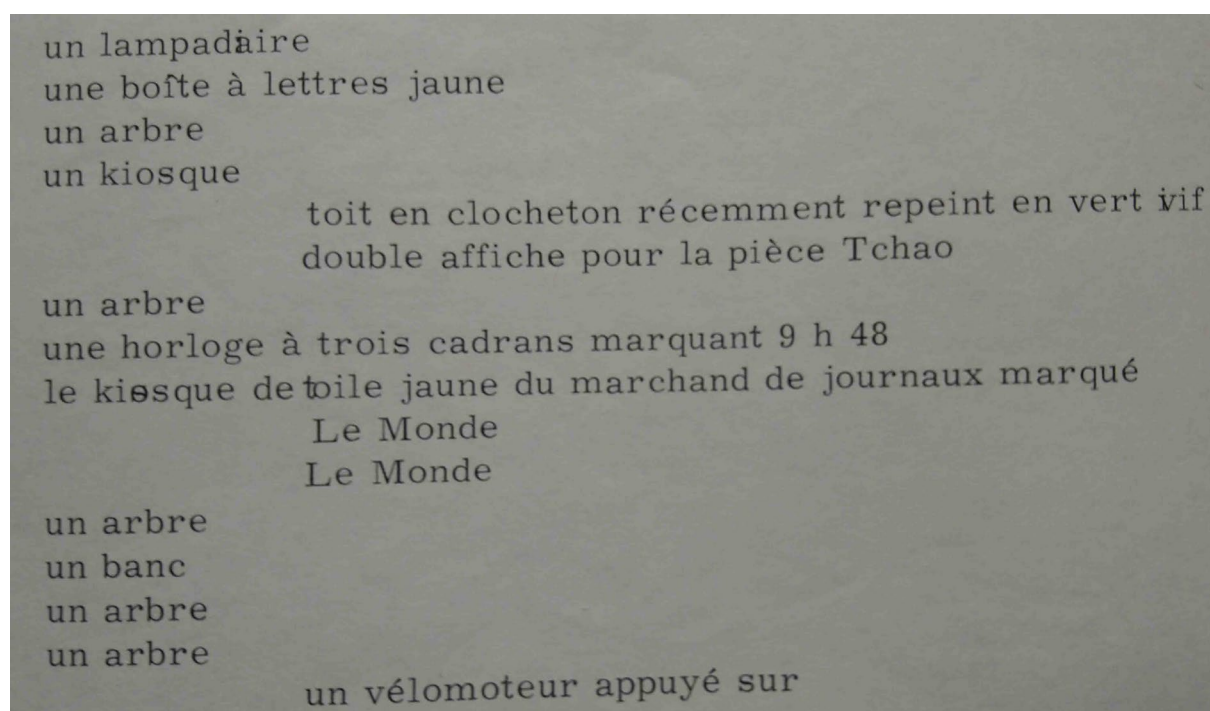 un lampadaire
une boîte à lettres jaune
un arbre
un kiosque
toit en clocheton récemment repeint en vert vif
double affiche pour la pièce Tchao
un arbre
une horloge à trois cadrans marquant 9 h 48
le kiosque de toile jaune du marchand de journaux marqué
Le Monde
Le Monde
un arbre
un banc
un arbre
un arbre
un vélomoteur appuyé sur